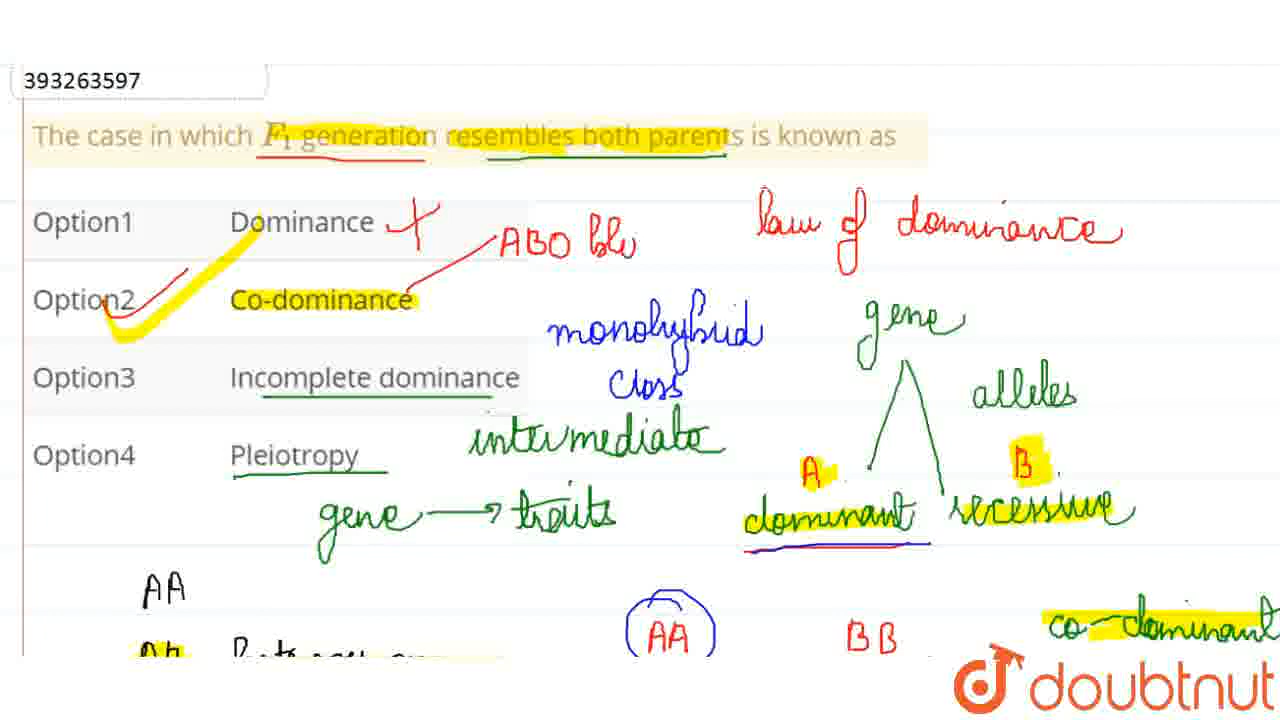 393263597
The case in which F1 generation resembles both parents is known as
Option1 Dominance
ABO blo
law of dominance
Option2 Co-dominance
monohybrid
cross
gene
alleles
Option3 Incomplete dominance
intermediate
Option4 Pleiotropy
A B
gene → traits
dominant recessive
AA
AA BB
co-dominant
doubtnut